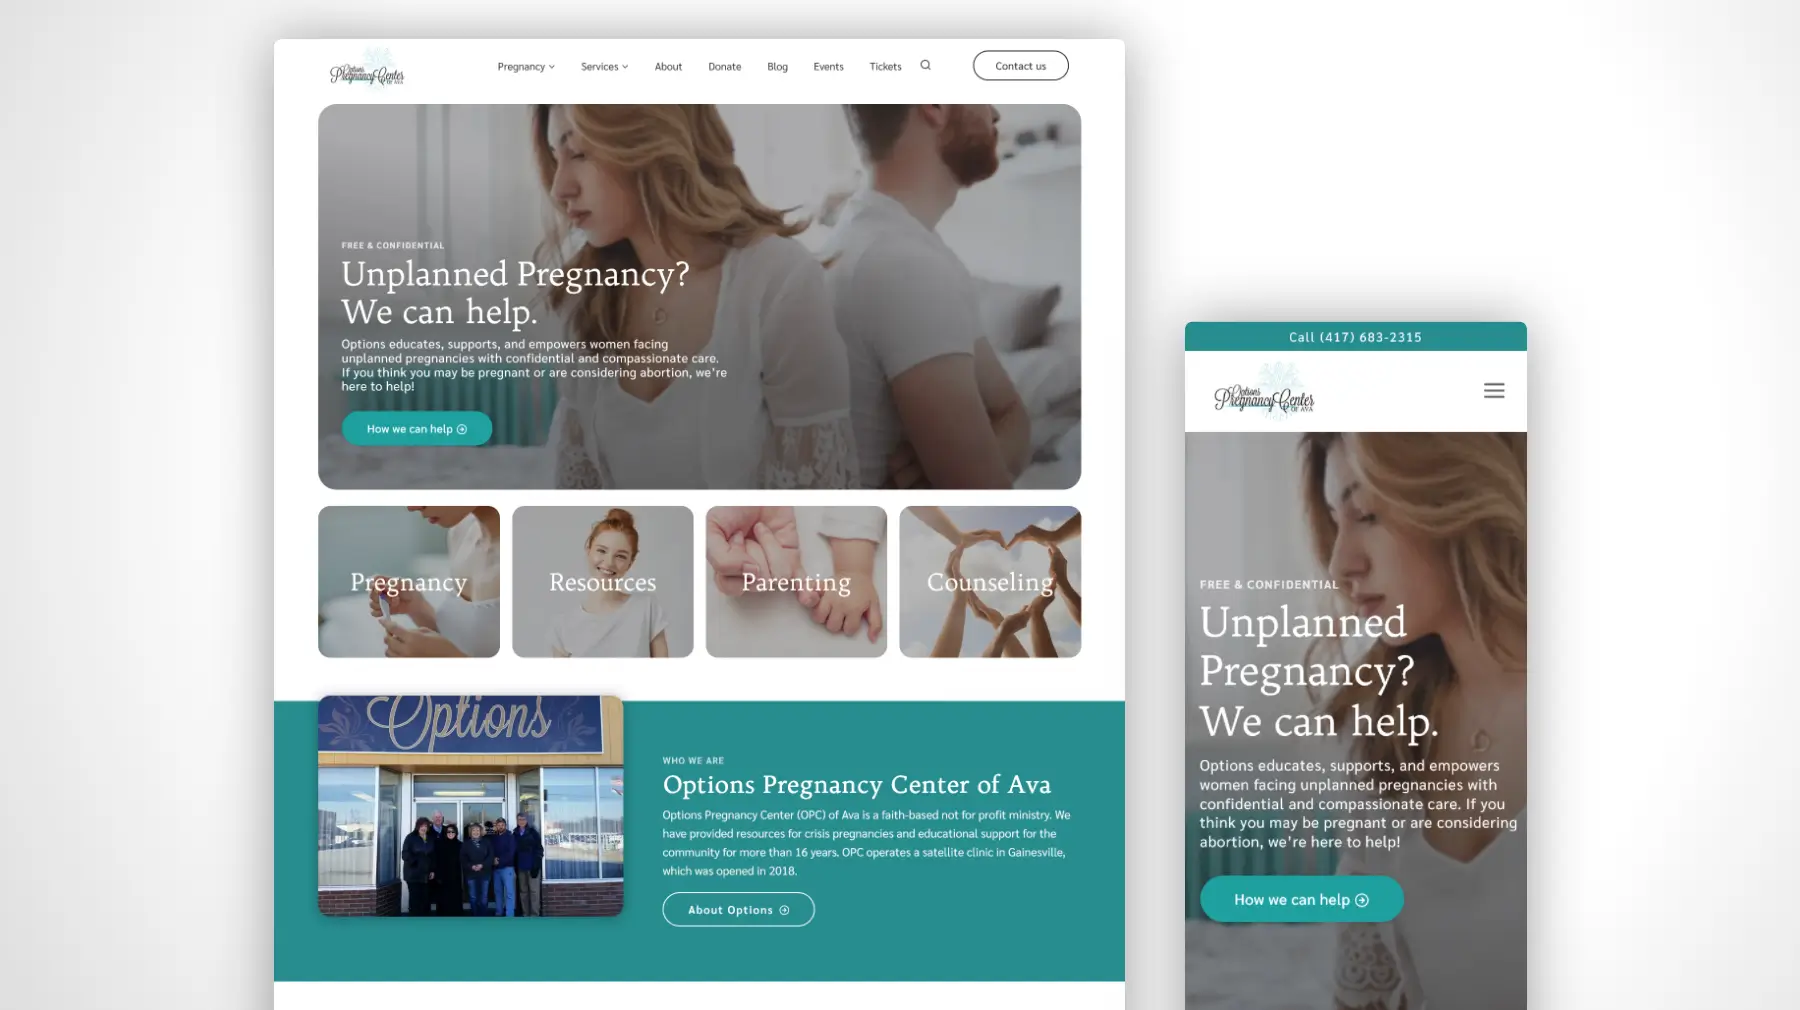 Options
Pregnancy Center
OF AVA
Pregnancy
Services
About
Donate
Blog
Events
Tickets
Contact us
FREE & CONFIDENTIAL
Unplanned Pregnancy?
We can help.
Options educates, supports, and empowers women facing
unplanned pregnancies with confidential and compassionate care.
If you think you may be pregnant or are considering abortion, we're
here to help!
How we can help
Pregnancy
Resources
Parenting
Counseling
Options
WHO WE ARE
Options Pregnancy Center of Ava
Options Pregnancy Center (OPC) of Ava is a faith-based not for profit ministry. We
have provided resources for crisis pregnancies and educational support for the
community for more than 16 years. OPC operates a satellite clinic in Gainesville,
which was opened in 2018.
About Options
Call (417) 683-2315
Options
Pregnancy Center
OF AVA
FREE & CONFIDENTIAL
Unplanned
Pregnancy?
We can help.
Options educates, supports, and empowers
women facing unplanned pregnancies with
confidential and compassionate care. If you
think you may be pregnant or are considering
abortion, we're here to help!
How we can help